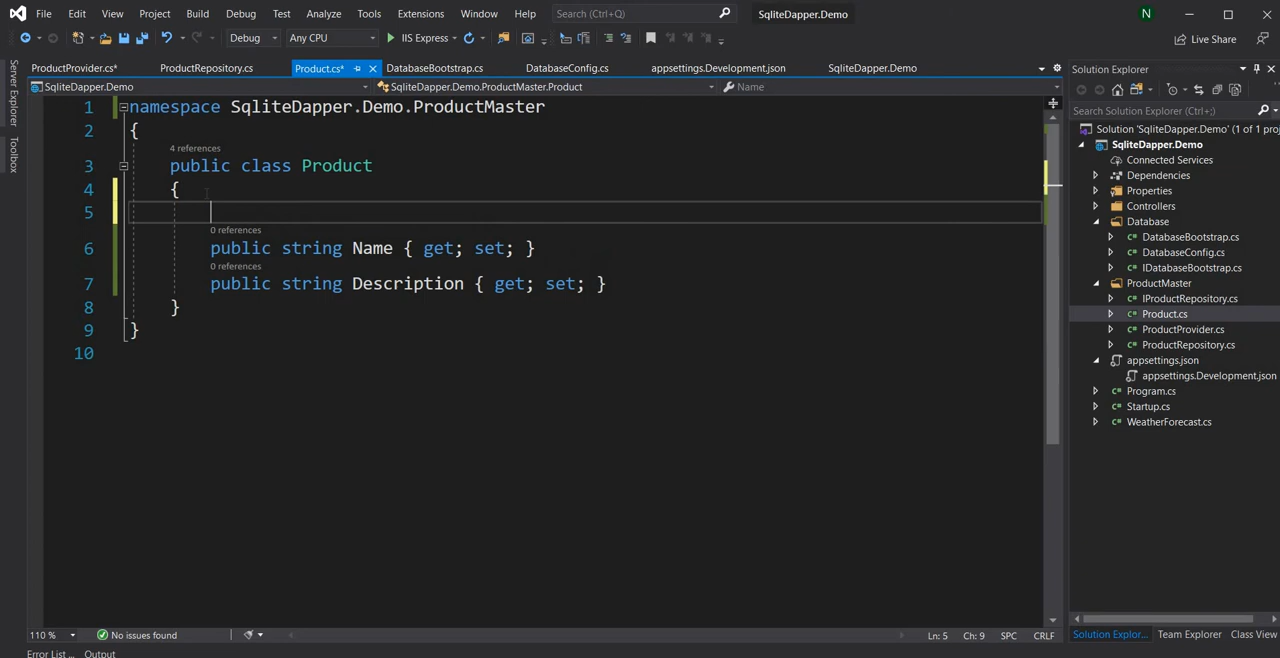 File Edit View Project Build Debug Test Analyze Tools Extensions Window Help Search (Ctrl+Q) SqliteDapper.Demo N
Debug Any CPU IIS Express Live Share
Server Explorer
Toolbox
ProductProvider.cs* ProductRepository.cs Product.cs* DatabaseBootstrap.cs DatabaseConfig.cs appsettings.Development.json SqliteDapper.Demo
SqliteDapper.Demo SqliteDapper.Demo.ProductMaster.Product Name
1 namespace SqliteDapper.Demo.ProductMaster
2 {
4 references
3 public class Product
4 {
5
0 references
6 public string Name { get; set; }
0 references
7 public string Description { get; set; }
8 }
9 }
10
110 % No issues found Ln: 5 Ch: 9 SPC CRLF
Error List ... Output
Solution Explorer
Search Solution Explorer (Ctrl+;)
Solution 'SqliteDapper.Demo' (1 of 1 proj
SqliteDapper.Demo
Connected Services
Dependencies
Properties
Controllers
Database
C# DatabaseBootstrap.cs
C# DatabaseConfig.cs
C# IDatabaseBootstrap.cs
ProductMaster
C# IProductRepository.cs
C# Product.cs
C# ProductProvider.cs
C# ProductRepository.cs
appsettings.json
appsettings.Development.json
C# Program.cs
C# Startup.cs
C# WeatherForecast.cs
Solution Explor... Team Explorer Class View